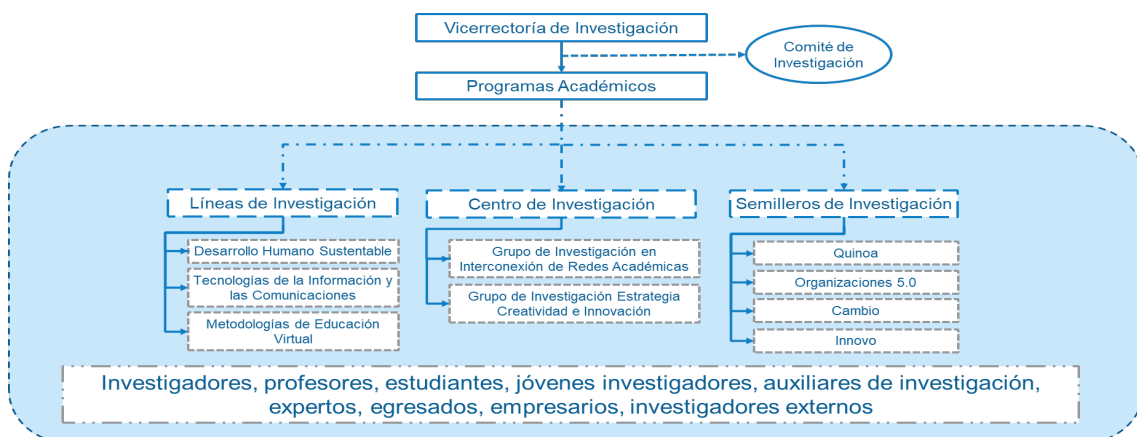 Vicerrectoría de Investigación
Comité de
Investigación
Programas Académicos
Líneas de Investigación
Desarrollo Humano Sustentable
Tecnologías de la Información y
las Comunicaciones
Metodologías de Educación
Virtual
Centro de Investigación
Grupo de Investigación en
Interconexión de Redes Académicas
Grupo de Investigación Estrategia
Creatividad e Innovación
Semilleros de Investigación
Quinoa
Organizaciones 5.0
Cambio
Innovo
Investigadores, profesores, estudiantes, jóvenes investigadores, auxiliares de investigación,
expertos, egresados, empresarios, investigadores externos